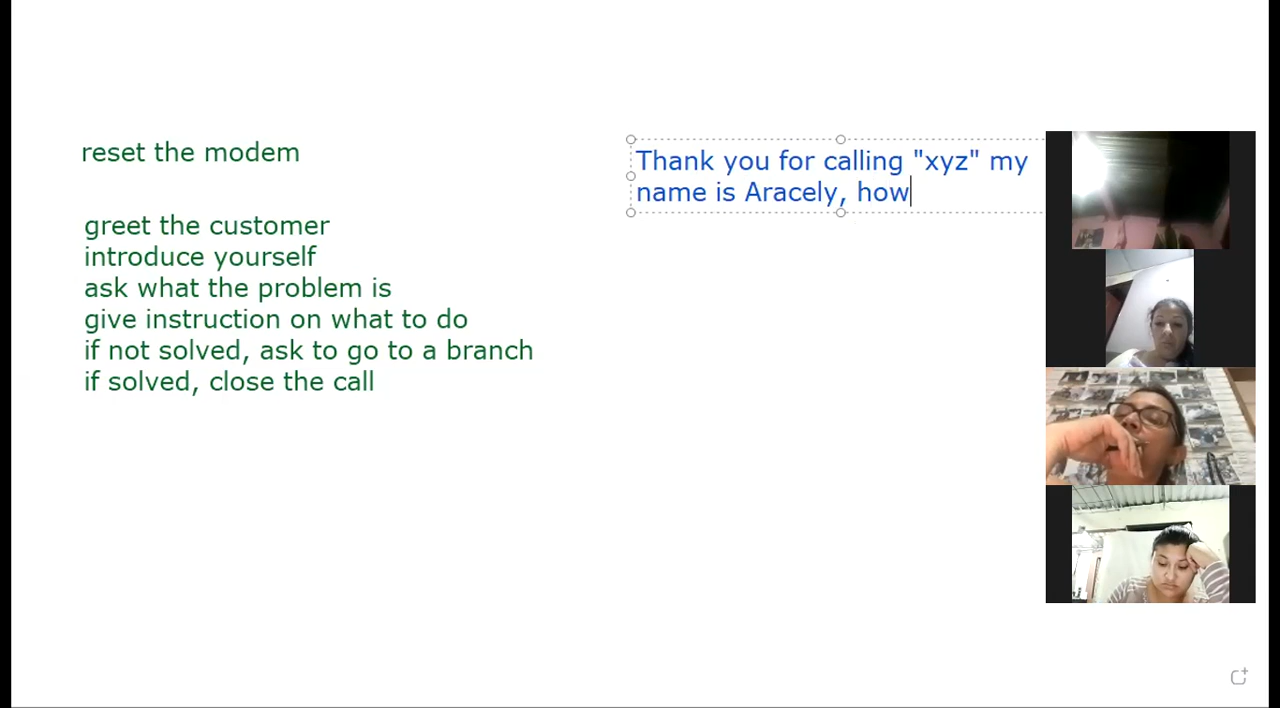 reset the modem
greet the customer
introduce yourself
ask what the problem is
give instruction on what to do
if not solved, ask to go to a branch
if solved, close the call
Thank you for calling "xyz" my
name is Aracely, how